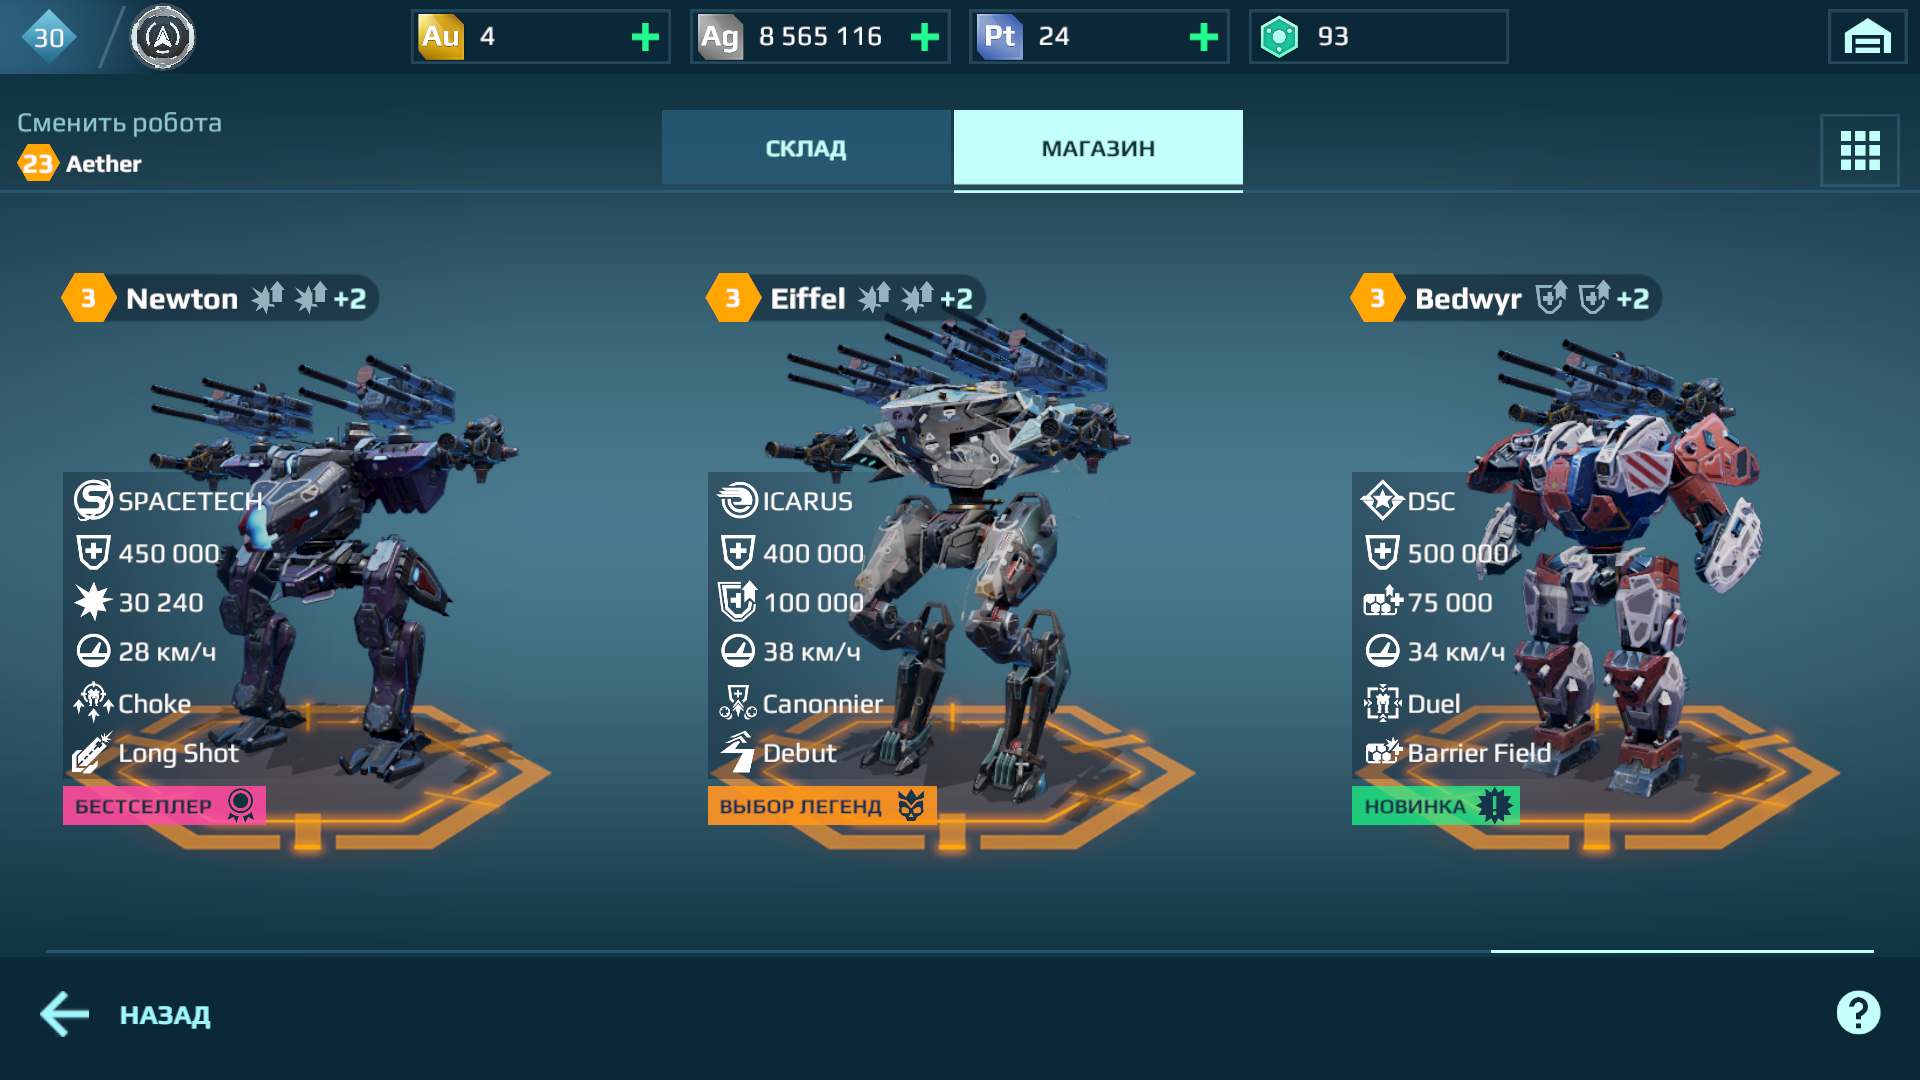 30
Au 4
Ag 8 565 116
Pt 24
93
Сменить робота
23 Aether
СКЛАД
МАГАЗИН
3 Newton +2
SPACETECH
450 000
30 240
28 км/ч
Choke
Long Shot
БЕСТСЕЛЛЕР
3 Eiffel +2
ICARUS
400 000
100 000
38 км/ч
Canonnier
Debut
ВЫБОР ЛЕГЕНД
3 Bedwyr +2
DSC
500 000
75 000
34 км/ч
Duel
Barrier Field
НОВИНКА
НАЗАД